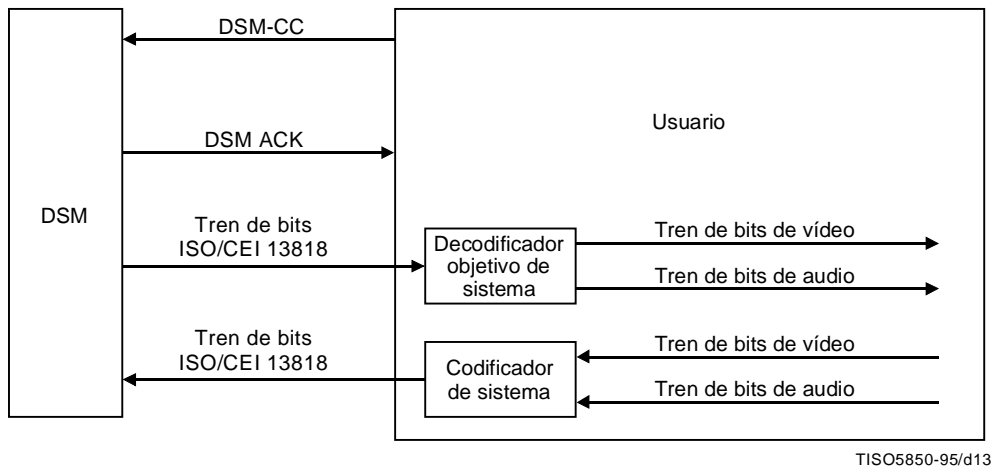 DSM-CC
Usuario
DSM ACK
DSM
Tren de bits
ISO/CEI 13818
Decodificador
objetivo de
sistema
Tren de bits de vídeo
Tren de bits de audio
Tren de bits
ISO/CEI 13818
Codificador
de sistema
Tren de bits de vídeo
Tren de bits de audio
TISO5850-95/d13